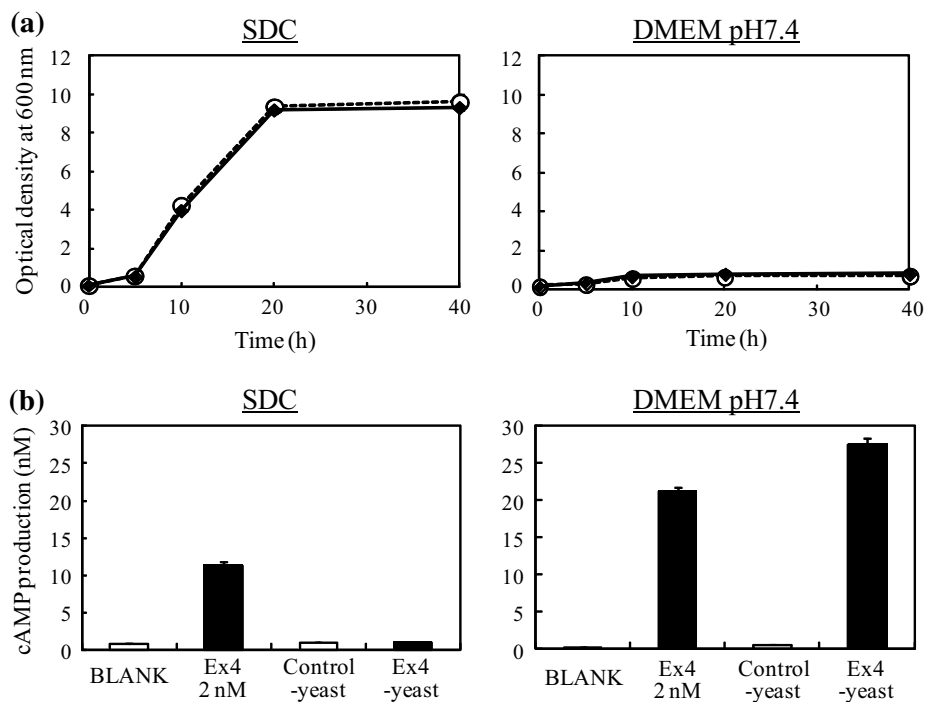 (a)
SDC
DMEM pH7.4
Optical density at 600 nm
12
10
8
6
4
2
0
0 10 20 30 40
Time (h)
12
10
8
6
4
2
0
0 10 20 30 40
Time (h)
(b)
SDC
DMEM pH7.4
cAMP production (nM)
30
25
20
15
10
5
0
BLANK
Ex4
2 nM
Control
-yeast
Ex4
-yeast
30
25
20
15
10
5
0
BLANK
Ex4
2 nM
Control
-yeast
Ex4
-yeast